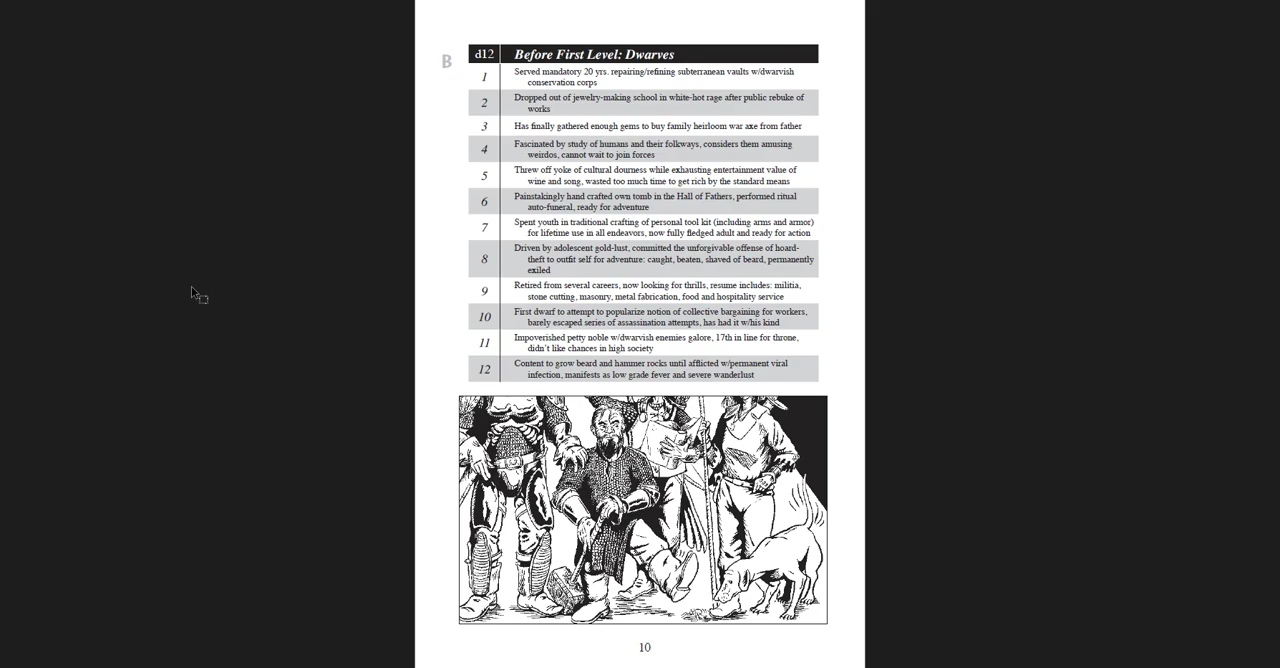 B
d12 Before First Level: Dwarves
1 Served mandatory 20 yrs. repairing/refining subterranean vaults w/dwarvish
conservation corps
2 Dropped out of jewelry-making school in white-hot rage after public rebuke of
works
3 Has finally gathered enough gems to buy family heirloom war axe from father
4 Fascinated by study of humans and their folkways, considers them amusing
weirdos, cannot wait to join forces
5 Threw off yoke of cultural dourness while exhausting entertainment value of
wine and song, wasted too much time to get rich by the standard means
6 Painstakingly hand crafted own tomb in the Hall of Fathers, performed ritual
auto-funeral, ready for adventure
7 Spent youth in traditional crafting of personal tool kit (including arms and armor)
for lifetime use in all endeavors, now fully fledged adult and ready for action
8 Driven by adolescent gold-lust, committed the unforgivable offense of hoard-
theft to outfit self for adventure: caught, beaten, shaved of beard, permanently
exiled
9 Retired from several careers, now looking for thrills, resume includes: militia,
stone cutting, masonry, metal fabrication, food and hospitality service
10 First dwarf to attempt to popularize notion of collective bargaining for workers,
barely escaped series of assassination attempts, has had it w/his kind
11 Impoverished petty noble w/dwarvish enemies galore, 17th in line for throne,
didn't like chances in high society
12 Content to grow beard and hammer rocks until afflicted w/permanent viral
infection, manifests as low grade fever and severe wanderlust
10